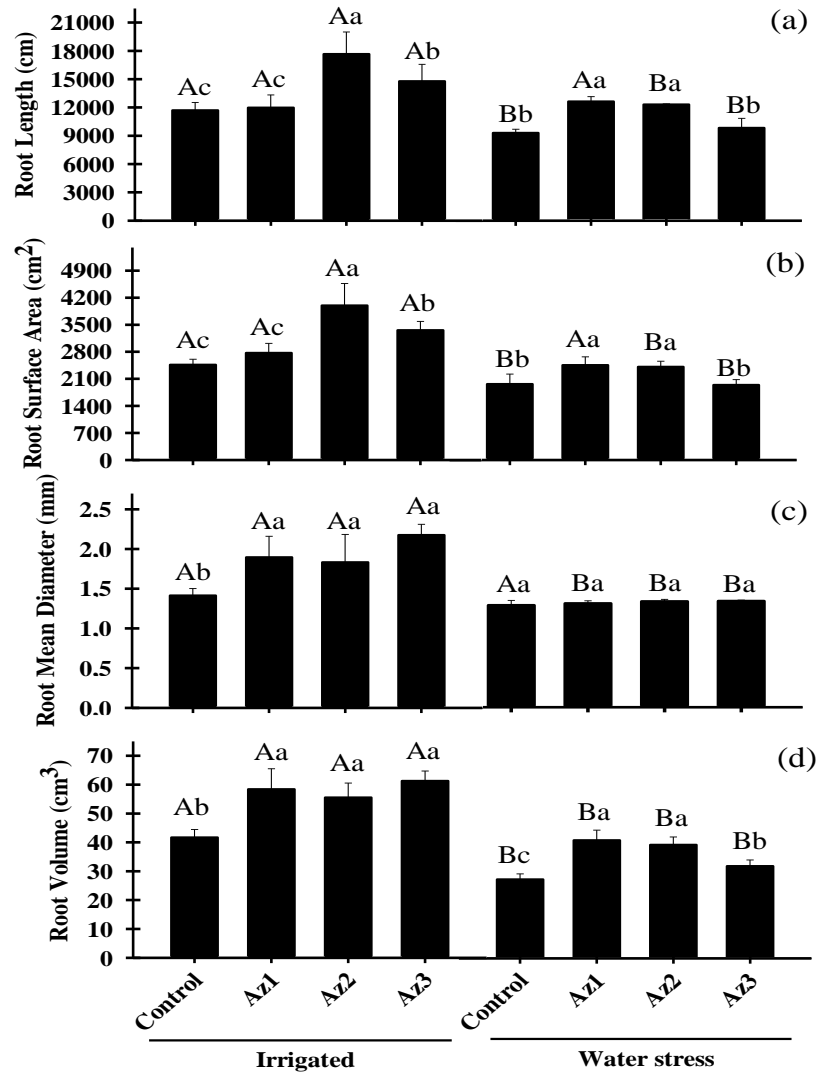 (a)
Root Length (cm)
21000
18000
15000
12000
9000
6000
3000
0
Ac Ac Aa Ab Bb Aa Ba Bb
(b)
Root Surface Area (cm²)
4900
4200
3500
2800
2100
1400
700
0
Ac Ac Aa Ab Bb Aa Ba Bb
(c)
Root Mean Diameter (mm)
2.5
2.0
1.5
1.0
0.5
0.0
Ab Aa Aa Aa Aa Ba Ba Ba
(d)
Root Volume (cm³)
70
60
50
40
30
20
10
0
Ab Aa Aa Aa Bc Ba Ba Bb
Control Az1 Az2 Az3 Control Az1 Az2 Az3
Irrigated Water stress